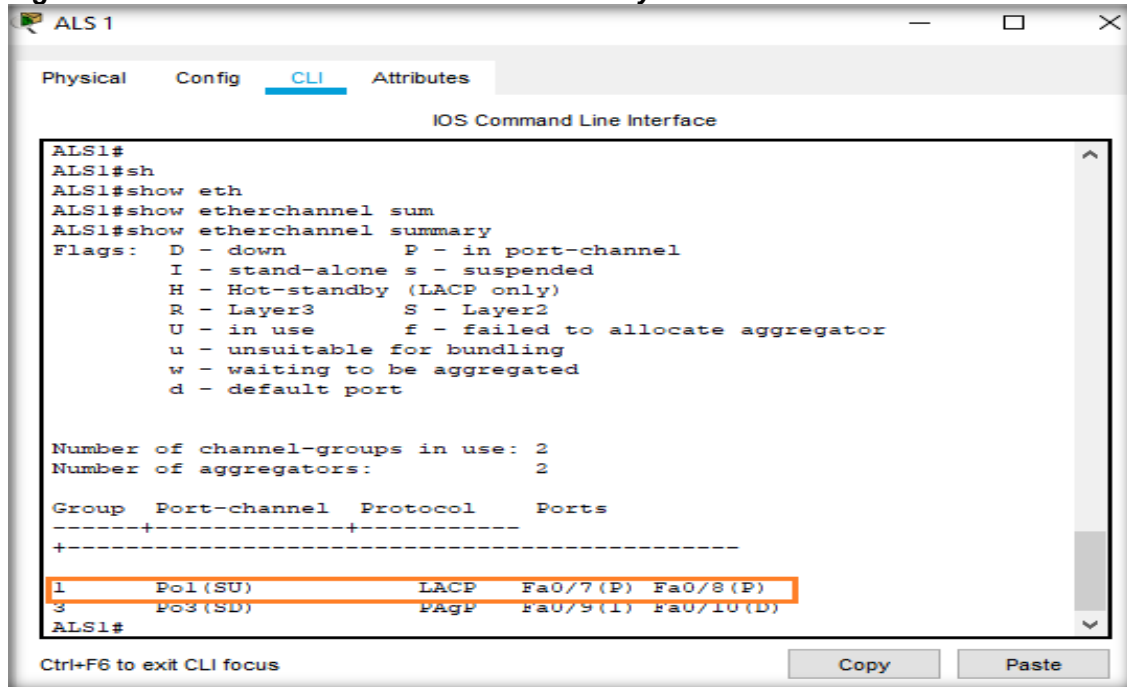 ALS 1
Physical Config CLI Attributes
IOS Command Line Interface
ALS1#
ALS1#sh
ALS1#show eth
ALS1#show etherchannel sum
ALS1#show etherchannel summary
Flags: D - down P - in port-channel
I - stand-alone s - suspended
H - Hot-standby (LACP only)
R - Layer3 S - Layer2
U - in use f - failed to allocate aggregator
u - unsuitable for bundling
w - waiting to be aggregated
d - default port
Number of channel-groups in use: 2
Number of aggregators: 2
Group Port-channel Protocol Ports
------+-------------+-----------
+----------------------------------------------
1 Po1(SU) LACP Fa0/7(P) Fa0/8(P)
3 Po3(SD) PAgP Fa0/9(I) Fa0/10(D)
ALS1#
Ctrl+F6 to exit CLI focus
Copy Paste